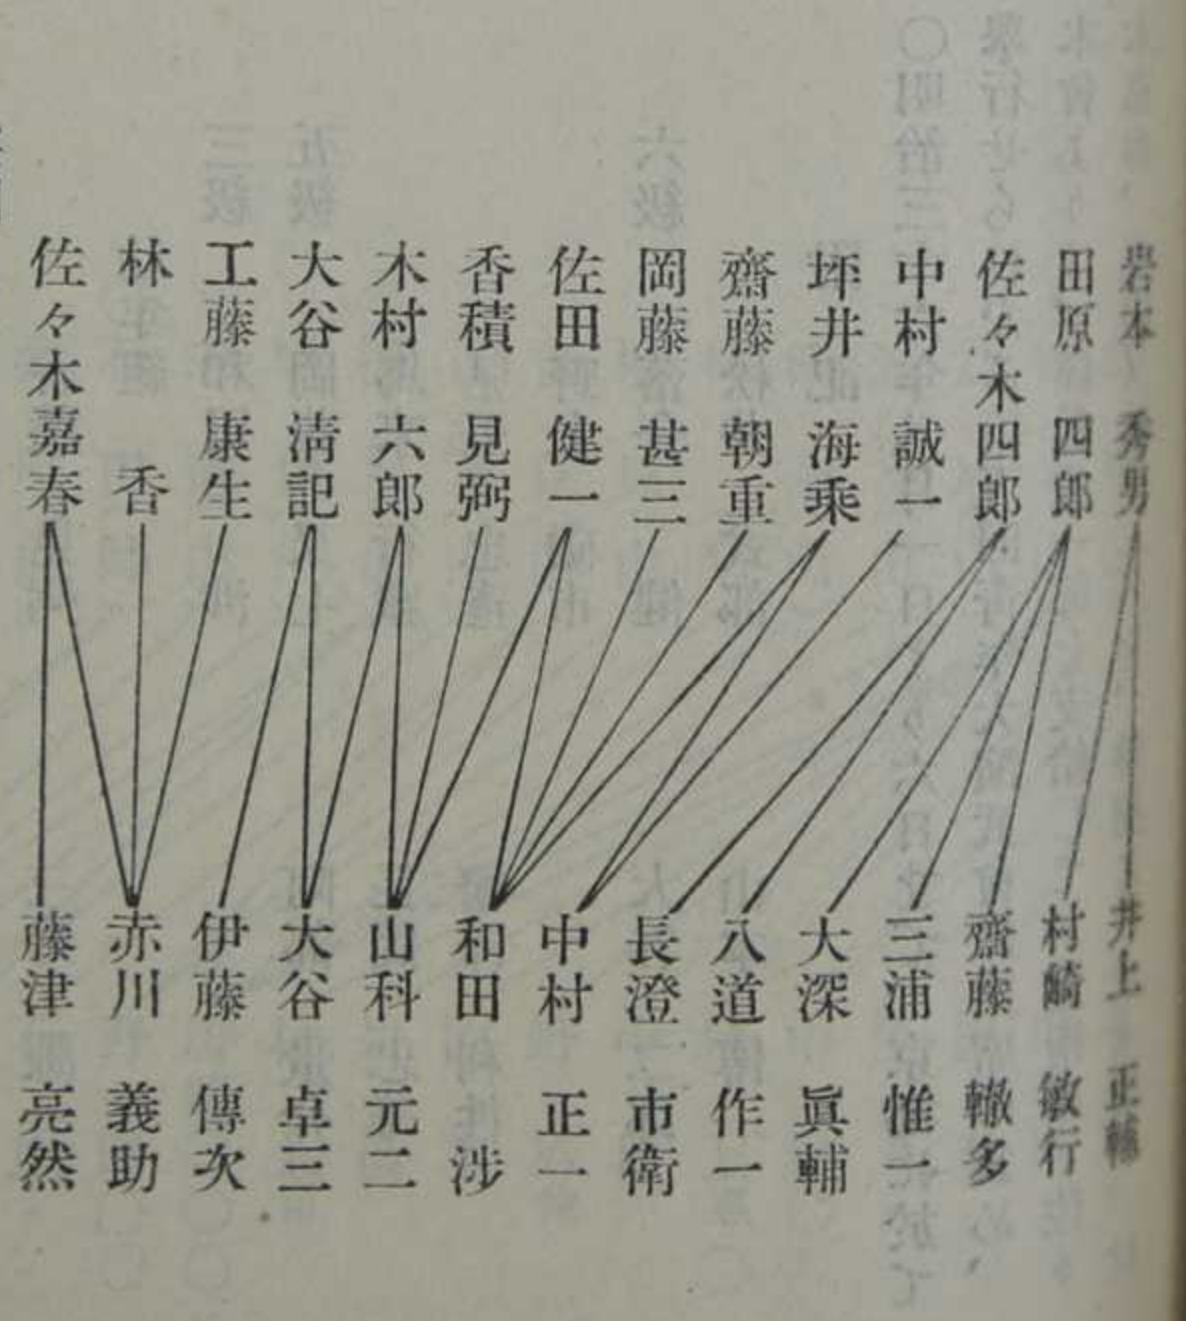 岩本 秀男
田原 四郎
佐々木四郎
中村 誠一
坪井 海乗
齋藤 朝重
岡藤 甚三
佐田 健一
香積 見弼
木村 六郎
大谷 淸記
工藤 康生
林 香
佐々木嘉春
井上 正輔
村崎 敏行
齋藤 轍多
三浦 惟一
大深 眞輔
八道 作一
長澄 市衛
中村 正一
和田 渉
山科 元二
大谷 卓三
伊藤 傳次
赤川 義助
藤津 亮然